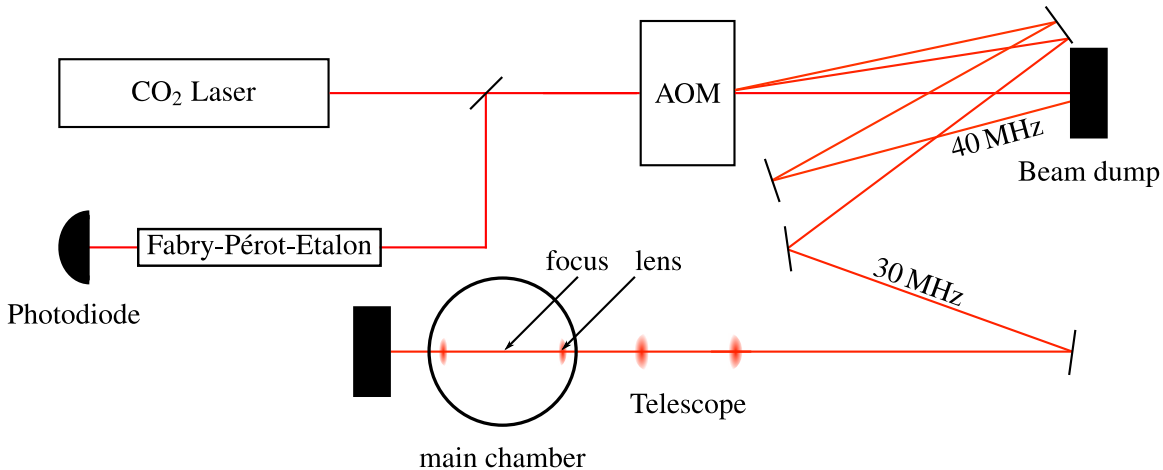 CO₂ Laser
AOM
40 MHz
Beam dump
Fabry-Pérot-Etalon
focus
lens
30 MHz
Photodiode
Telescope
main chamber